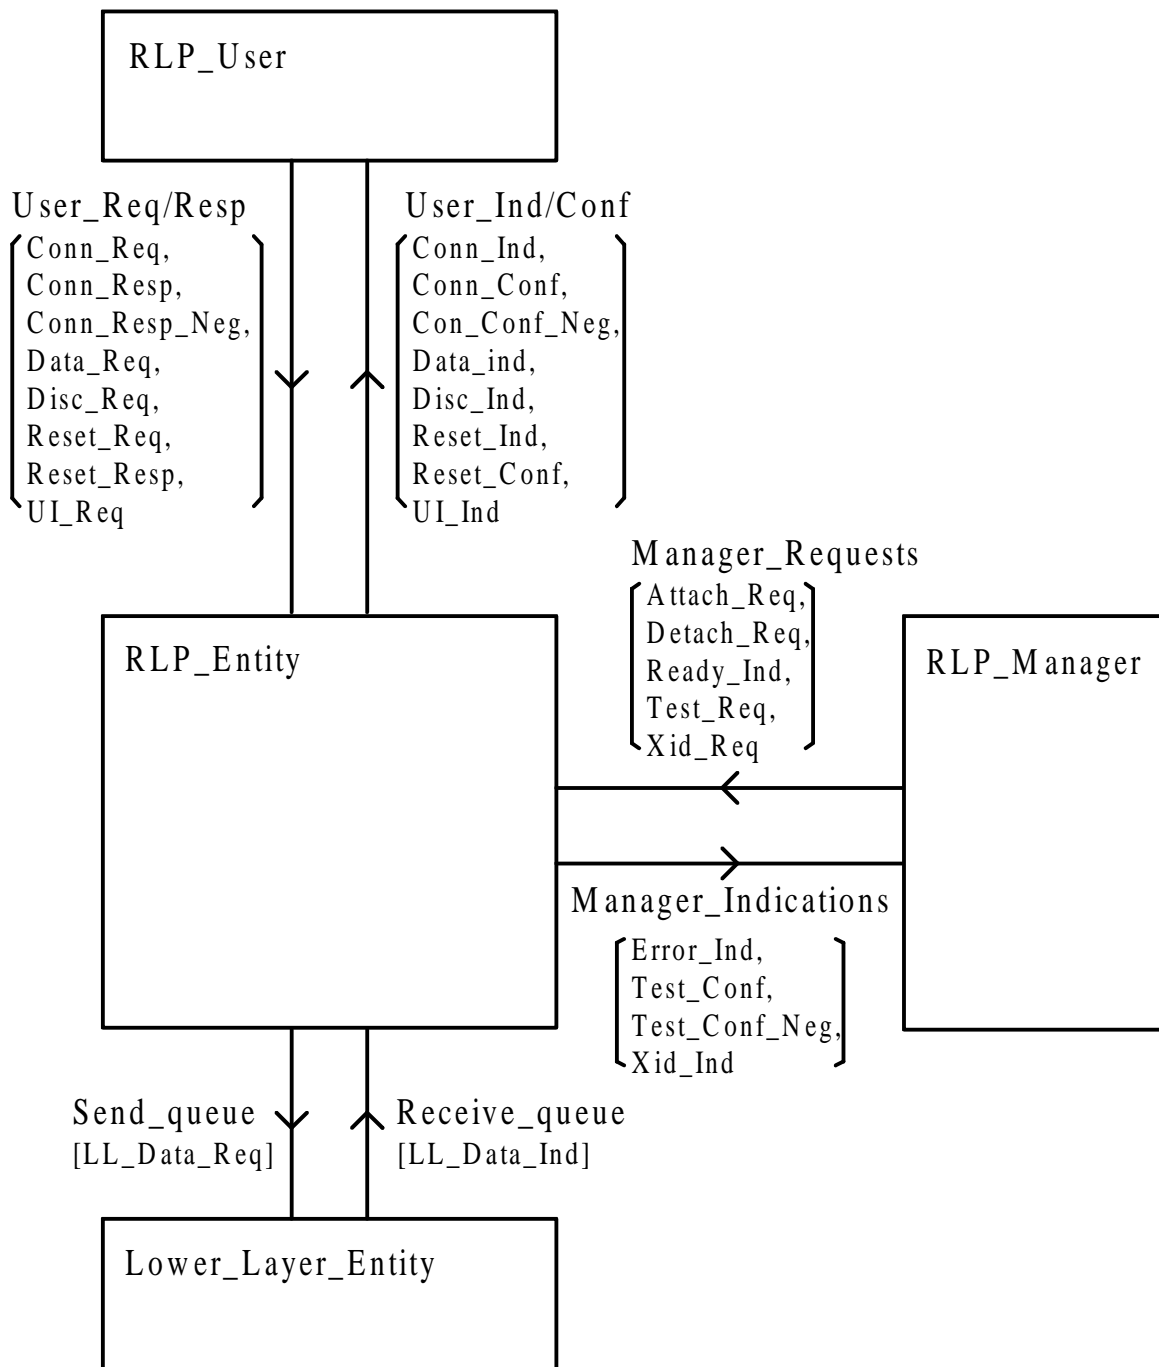 RLP_User
User_Req/Resp
Conn_Req,
Conn_Resp,
Conn_Resp_Neg,
Data_Req,
Disc_Req,
Reset_Req,
Reset_Resp,
UI_Req
User_Ind/Conf
Conn_Ind,
Conn_Conf,
Con_Conf_Neg,
Data_ind,
Disc_Ind,
Reset_Ind,
Reset_Conf,
UI_Ind
Manager_Requests
Attach_Req,
Detach_Req,
Ready_Ind,
Test_Req,
Xid_Req
RLP_Entity
RLP_Manager
Manager_Indications
Error_Ind,
Test_Conf,
Test_Conf_Neg,
Xid_Ind
Send_queue
[LL_Data_Req]
Receive_queue
[LL_Data_Ind]
Lower_Layer_Entity